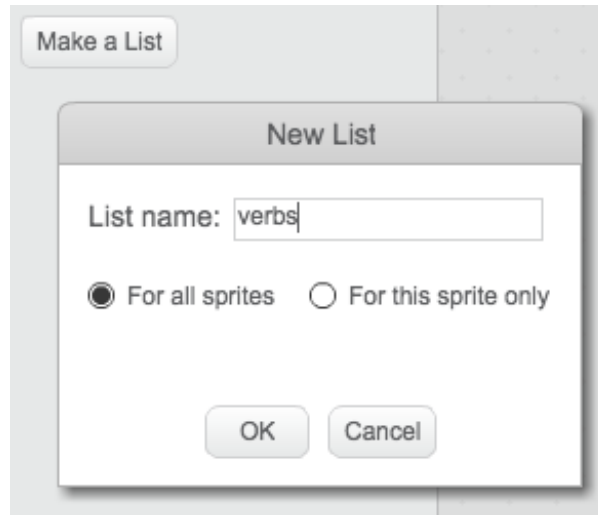 Make a List
New List
List name: verbs
For all sprites For this sprite only
OK Cancel